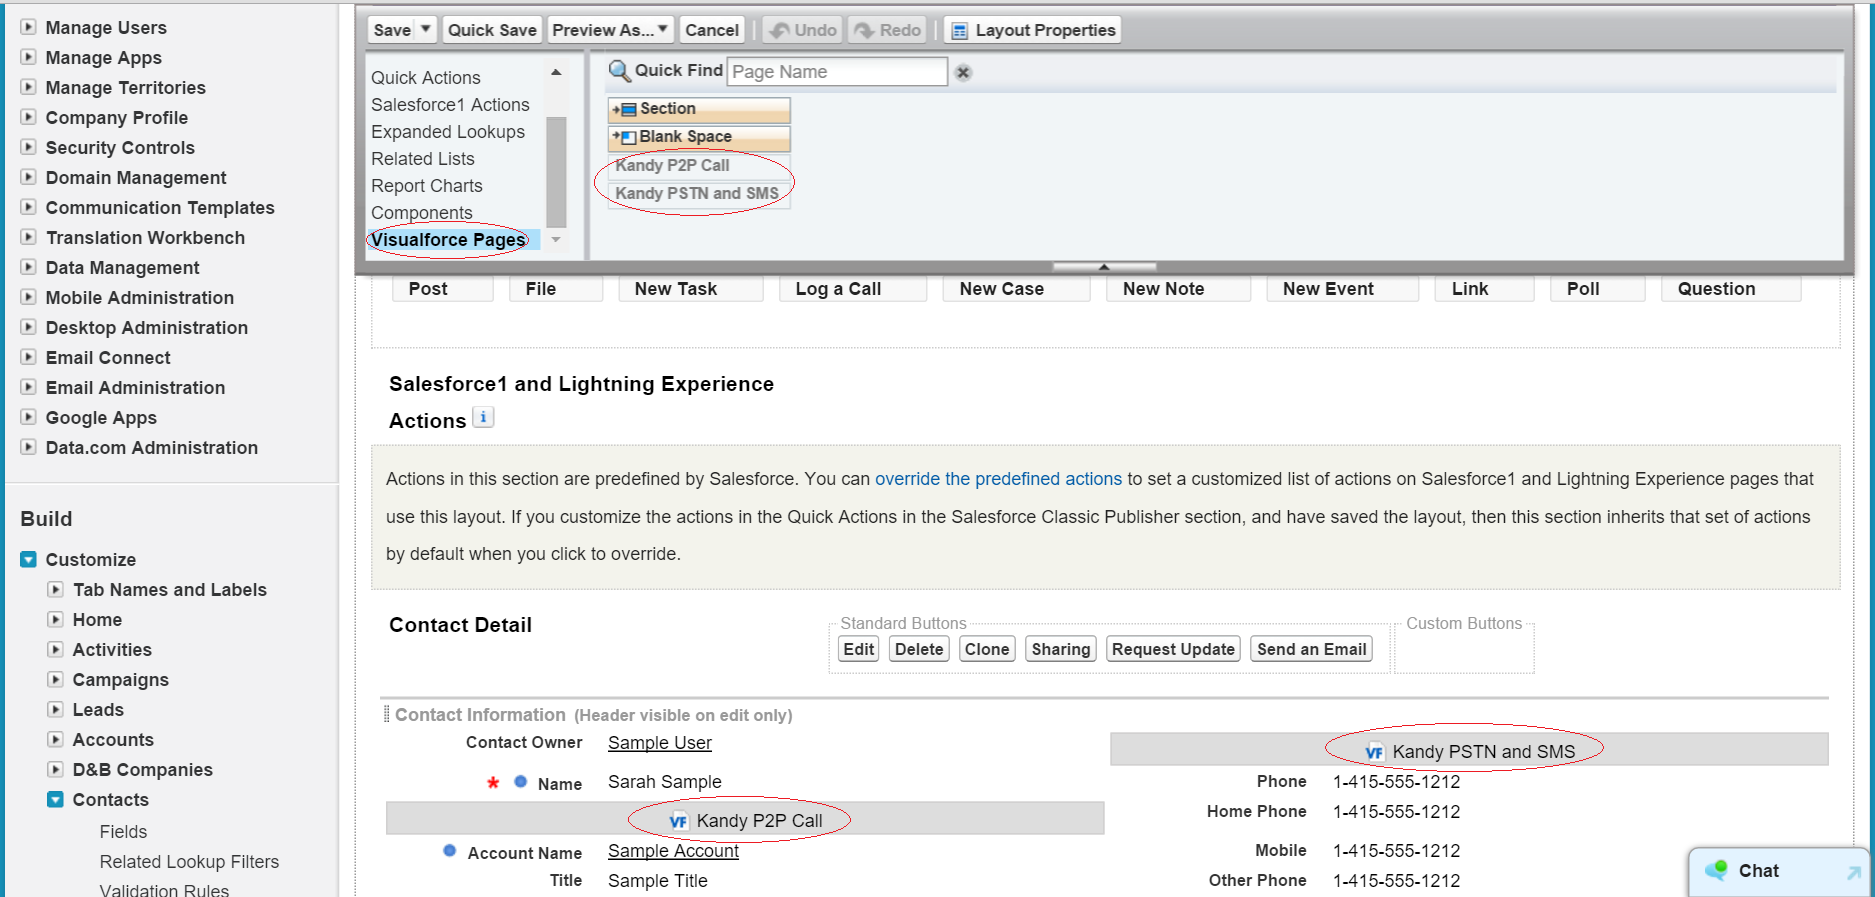 Manage Users
Manage Apps
Manage Territories
Company Profile
Security Controls
Domain Management
Communication Templates
Translation Workbench
Data Management
Mobile Administration
Desktop Administration
Email Connect
Email Administration
Google Apps
Data.com Administration
Build
Customize
Tab Names and Labels
Home
Activities
Campaigns
Leads
Accounts
D&B Companies
Contacts
Fields
Related Lookup Filters
Validation Rules
Save Quick Save Preview As... Cancel Undo Redo Layout Properties
Quick Actions
Salesforce1 Actions
Expanded Lookups
Related Lists
Report Charts
Components
Visualforce Pages
Quick Find Page Name
Section
Blank Space
Kandy P2P Call
Kandy PSTN and SMS
Post File New Task Log a Call New Case New Note New Event Link Poll Question
Salesforce1 and Lightning Experience
Actions i
Actions in this section are predefined by Salesforce. You can override the predefined actions to set a customized list of actions on Salesforce1 and Lightning Experience pages that
use this layout. If you customize the actions in the Quick Actions in the Salesforce Classic Publisher section, and have saved the layout, then this section inherits that set of actions
by default when you click to override.
Contact Detail
Standard Buttons
Edit Delete Clone Sharing Request Update Send an Email
Custom Buttons
Contact Information (Header visible on edit only)
Contact Owner Sample User
* Name Sarah Sample
VF Kandy P2P Call
Account Name Sample Account
Title Sample Title
VF Kandy PSTN and SMS
Phone 1-415-555-1212
Home Phone 1-415-555-1212
Mobile 1-415-555-1212
Other Phone 1-415-555-1212
Chat